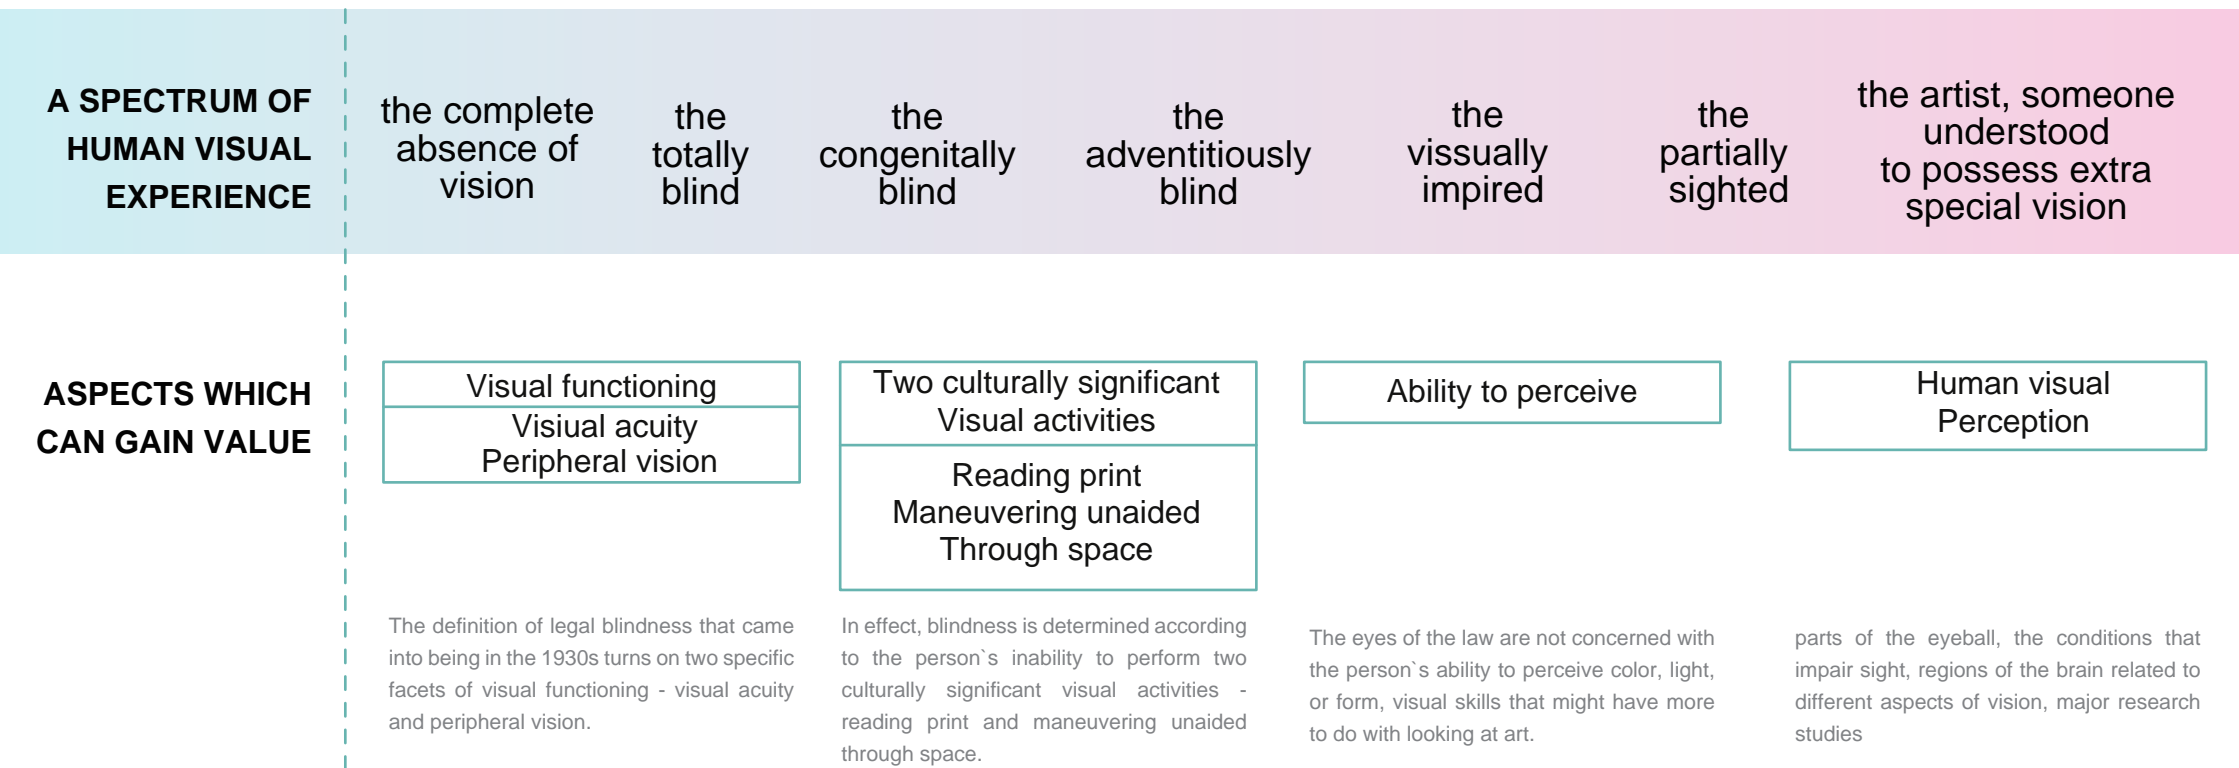 A SPECTRUM OF
HUMAN VISUAL
EXPERIENCE
the complete
absence of
vision
the
totally
blind
the
congenitally
blind
the
adventitiously
blind
the
vissually
impired
the
partially
sighted
the artist, someone
understood
to possess extra
special vision
ASPECTS WHICH
CAN GAIN VALUE
Visual functioning
Visiual acuity
Peripheral vision
The definition of legal blindness that came
into being in the 1930s turns on two specific
facets of visual functioning - visual acuity
and peripheral vision.
Two culturally significant
Visual activities
Reading print
Maneuvering unaided
Through space
In effect, blindness is determined according
to the person`s inability to perform two
culturally significant visual activities -
reading print and maneuvering unaided
through space.
Ability to perceive
The eyes of the law are not concerned with
the person`s ability to perceive color, light,
or form, visual skills that might have more
to do with looking at art.
Human visual
Perception
parts of the eyeball, the conditions that
impair sight, regions of the brain related to
different aspects of vision, major research
studies